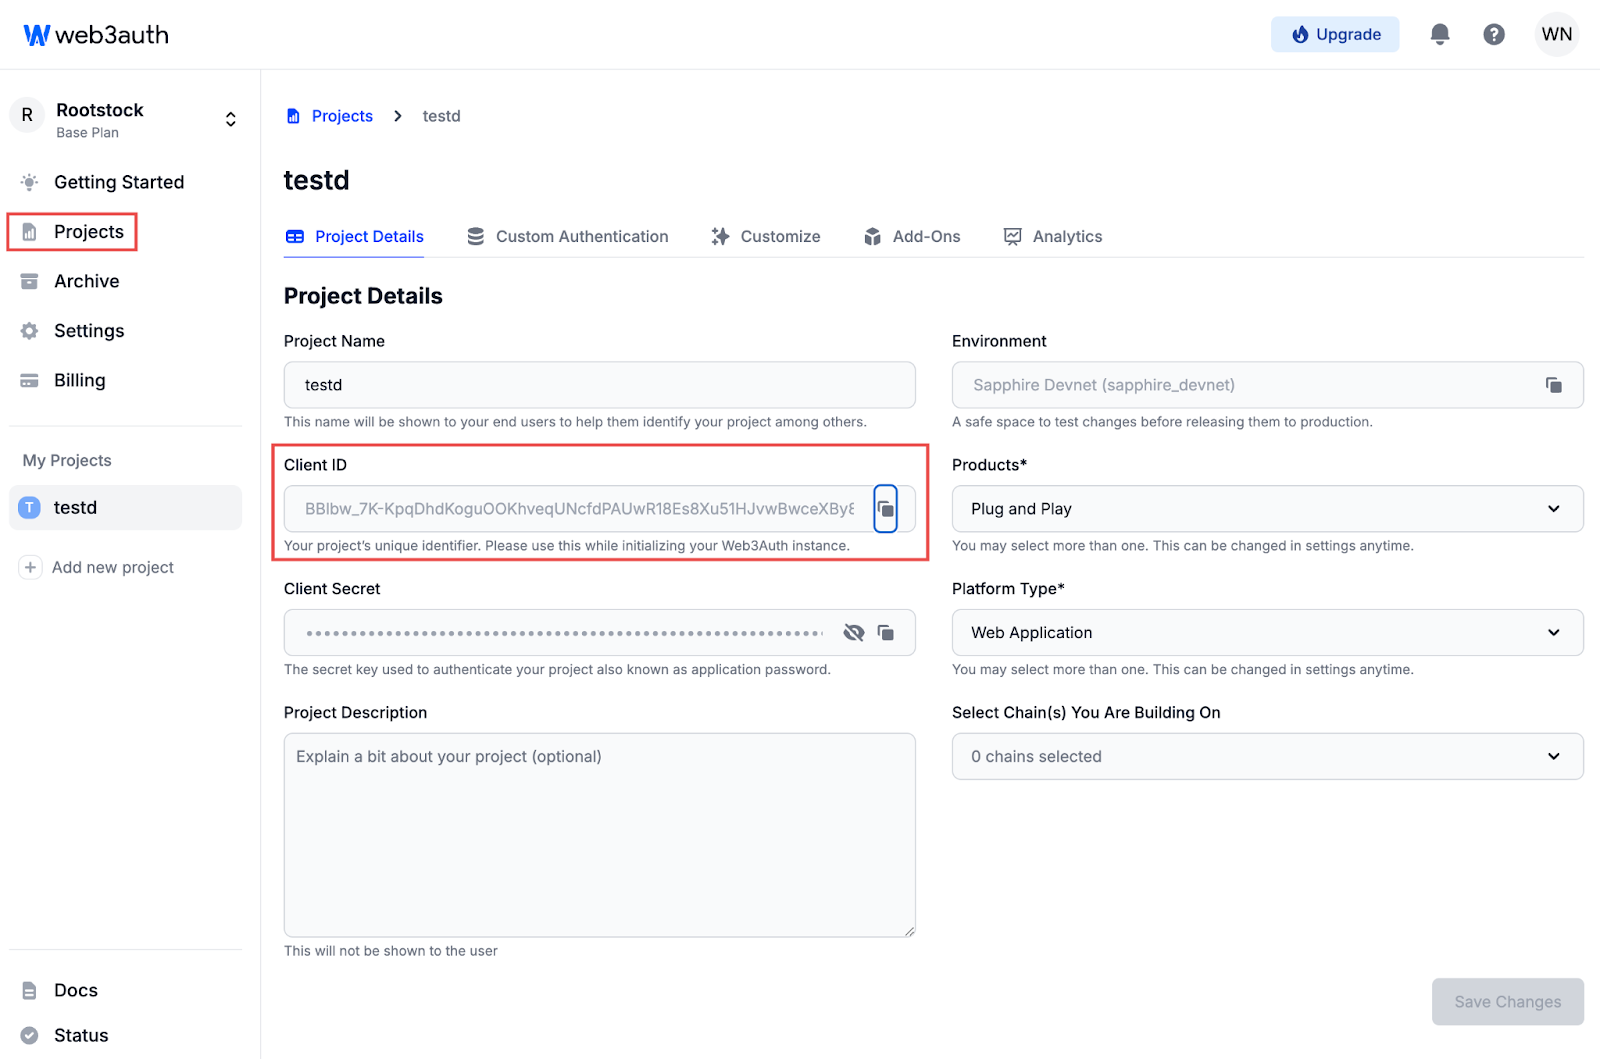 web3auth
Upgrade
WN
R
Rootstock
Base Plan
Getting Started
Projects
Archive
Settings
Billing
My Projects
T testd
Add new project
Docs
Status
Projects > testd
testd
Project Details
Custom Authentication
Customize
Add-Ons
Analytics
Project Details
Project Name
testd
This name will be shown to your end users to help them identify your project among others.
Environment
Sapphire Devnet (sapphire_devnet)
A safe space to test changes before releasing them to production.
Client ID
BBlbw_7K-KpqDhdKoguOOKhveqUNcfdPAUwR18Es8Xu51HJvwBwceXBy8
Your project's unique identifier. Please use this while initializing your Web3Auth instance.
Products*
Plug and Play
You may select more than one. This can be changed in settings anytime.
Client Secret
The secret key used to authenticate your project also known as application password.
Platform Type*
Web Application
You may select more than one. This can be changed in settings anytime.
Project Description
Explain a bit about your project (optional)
This will not be shown to the user
Select Chain(s) You Are Building On
0 chains selected
Save Changes